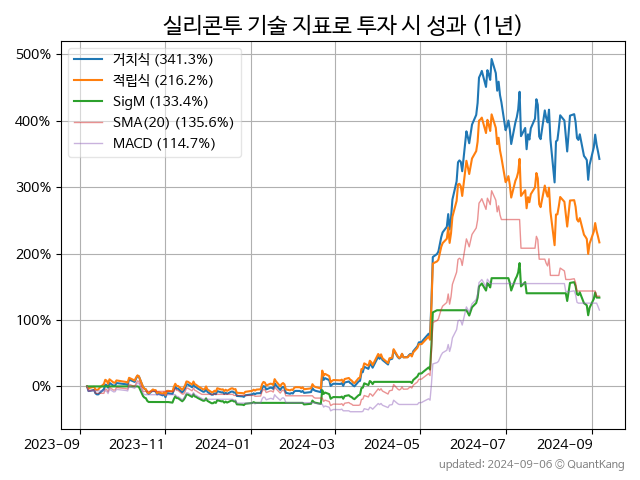 실리콘투 기술 지표로 투자 시 성과 (1년)
500%
400%
300%
200%
100%
0%
거치식 (341.3%)
적립식 (216.2%)
SigM (133.4%)
SMA(20) (135.6%)
MACD (114.7%)
2023-09 2023-11 2024-01 2024-03 2024-05 2024-07 2024-09
updated: 2024-09-06 © QuantKang